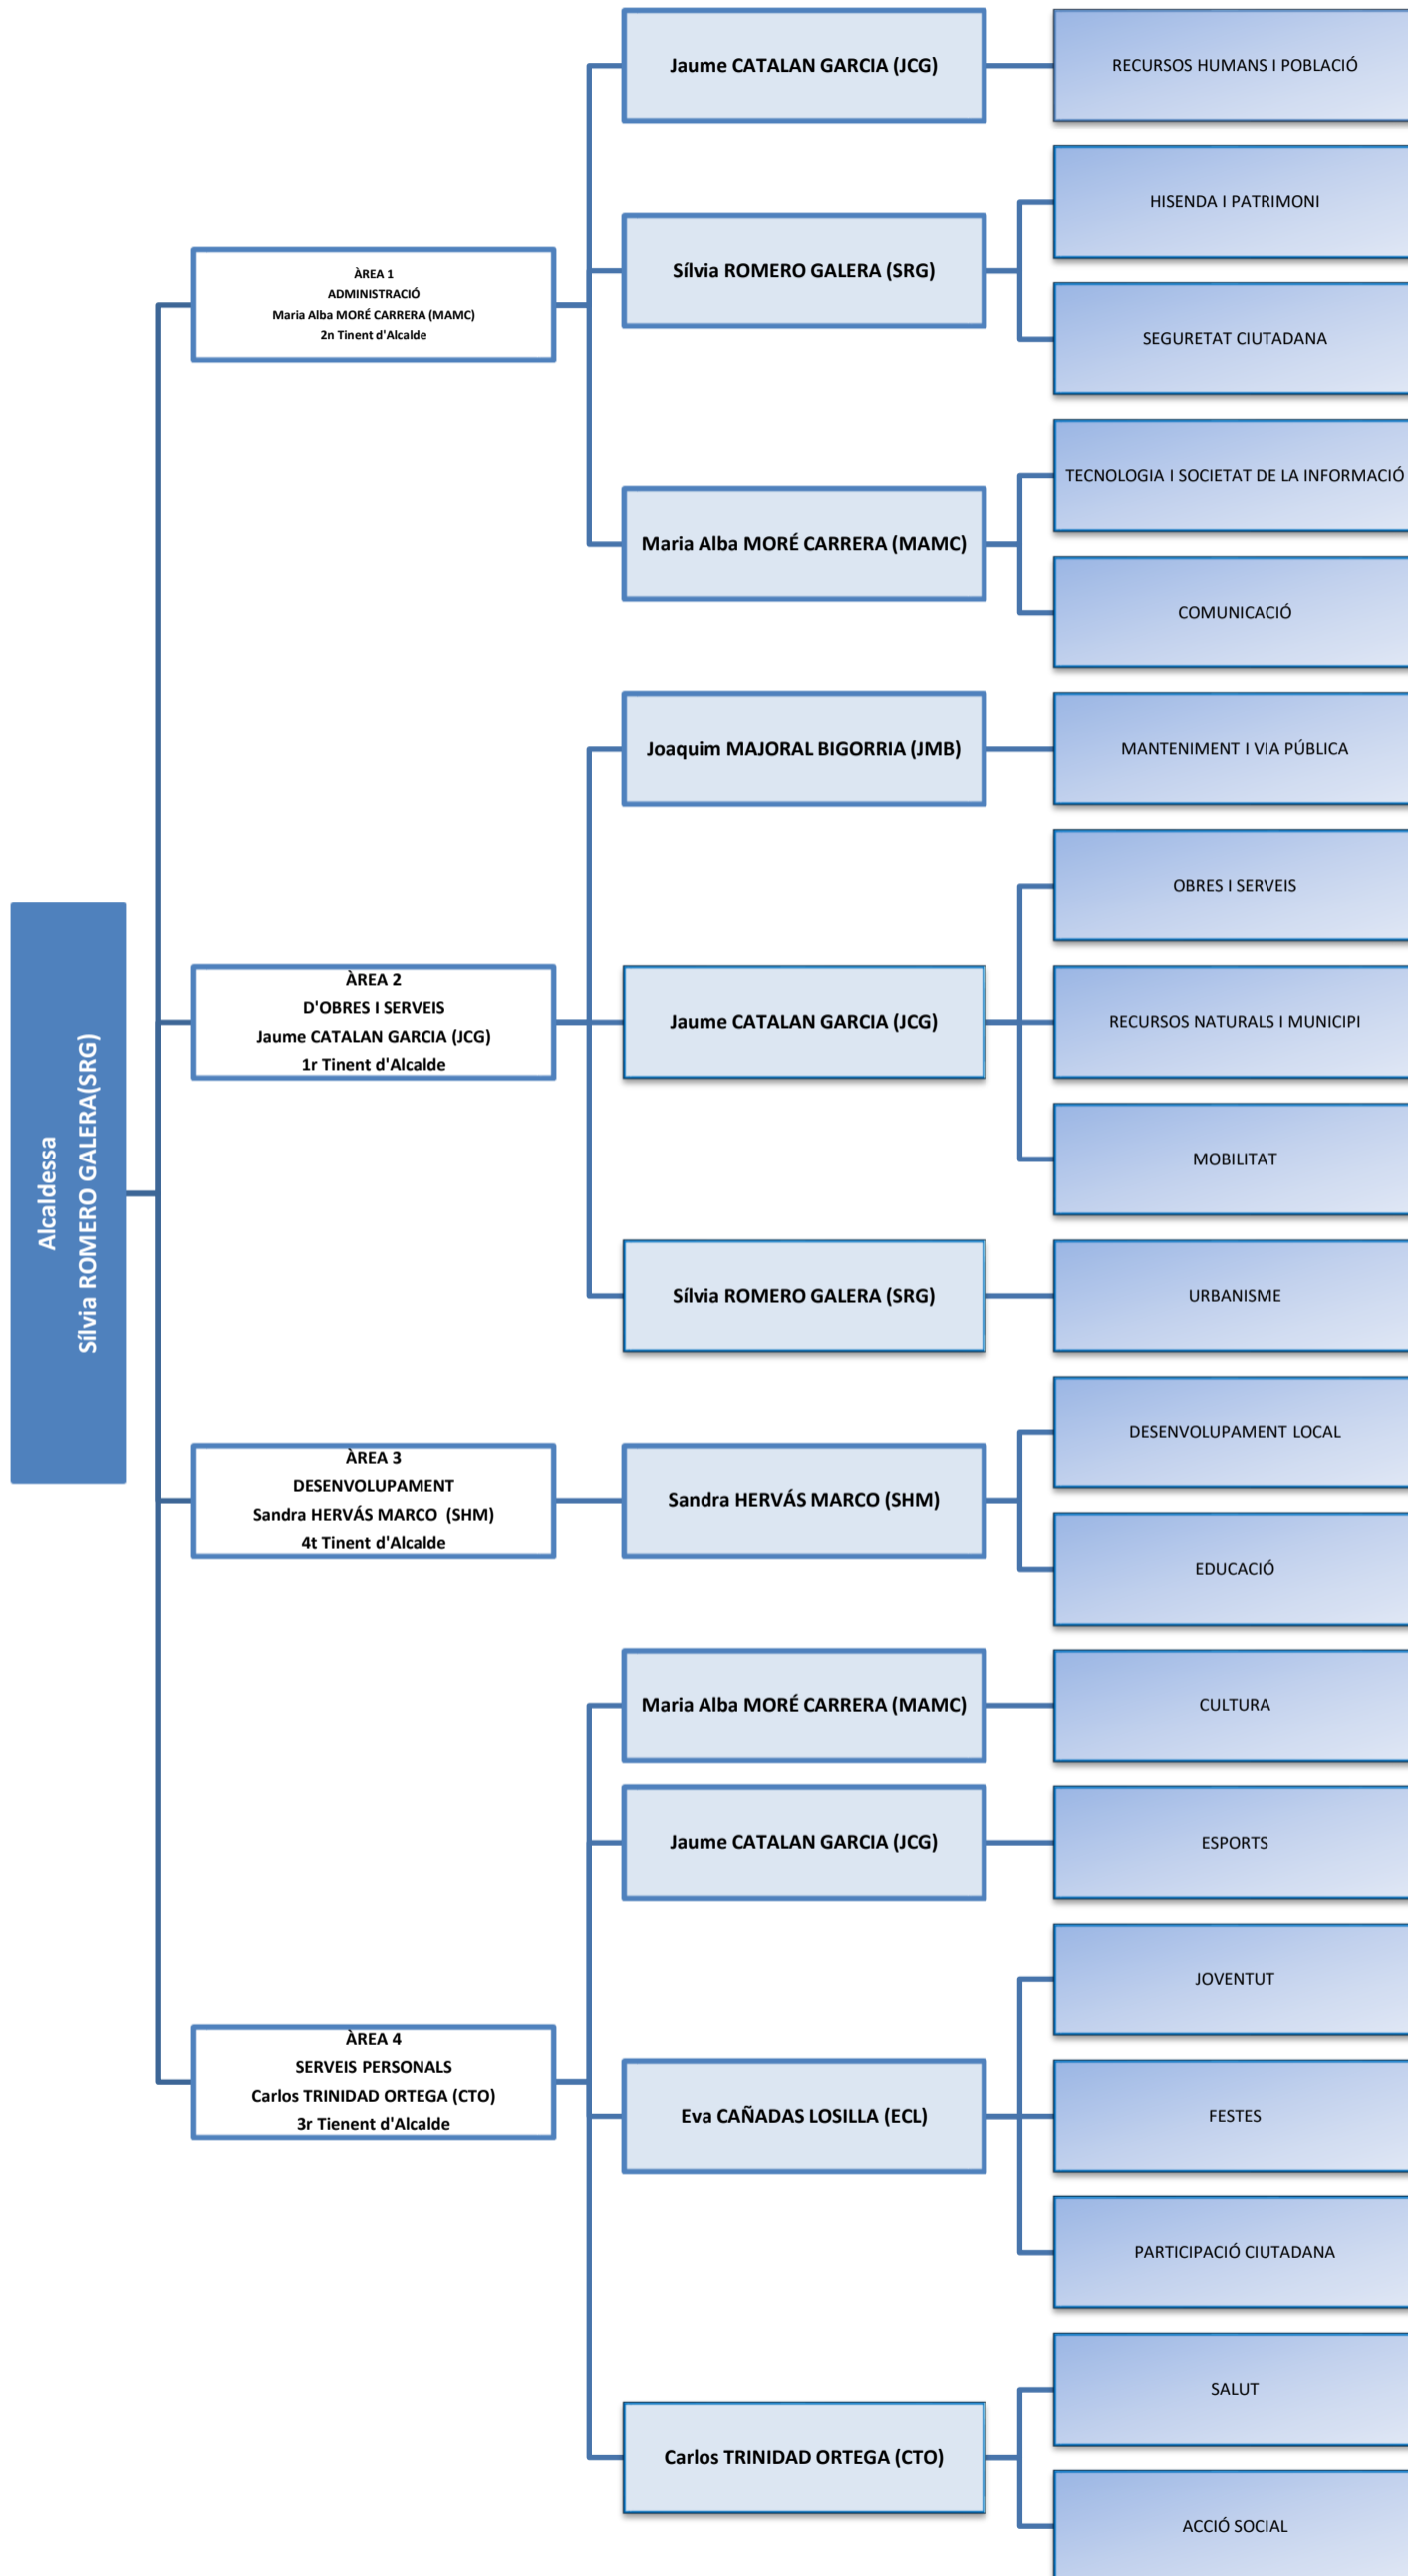 Alcaldessa
Sílvia ROMERO GALERA(SRG)
ÀREA 1
ADMINISTRACIÓ
Maria Alba MORÉ CARRERA (MAMC)
2n Tinent d'Alcalde
Jaume CATALAN GARCIA (JCG)
RECURSOS HUMANS I POBLACIÓ
Sílvia ROMERO GALERA (SRG)
HISENDA I PATRIMONI
SEGURETAT CIUTADANA
Maria Alba MORÉ CARRERA (MAMC)
TECNOLOGIA I SOCIETAT DE LA INFORMACIÓ
COMUNICACIÓ
ÀREA 2
D'OBRES I SERVEIS
Jaume CATALAN GARCIA (JCG)
1r Tinent d'Alcalde
Joaquim MAJORAL BIGORRIA (JMB)
MANTENIMENT I VIA PÚBLICA
Jaume CATALAN GARCIA (JCG)
OBRES I SERVEIS
RECURSOS NATURALS I MUNICIPI
MOBILITAT
Sílvia ROMERO GALERA (SRG)
URBANISME
ÀREA 3
DESENVOLUPAMENT
Sandra HERVÁS MARCO (SHM)
4t Tinent d'Alcalde
Sandra HERVÁS MARCO (SHM)
DESENVOLUPAMENT LOCAL
EDUCACIÓ
ÀREA 4
SERVEIS PERSONALS
Carlos TRINIDAD ORTEGA (CTO)
3r Tienent d'Alcalde
Maria Alba MORÉ CARRERA (MAMC)
CULTURA
Jaume CATALAN GARCIA (JCG)
ESPORTS
Eva CAÑADAS LOSILLA (ECL)
JOVENTUT
FESTES
PARTICIPACIÓ CIUTADANA
Carlos TRINIDAD ORTEGA (CTO)
SALUT
ACCIÓ SOCIAL